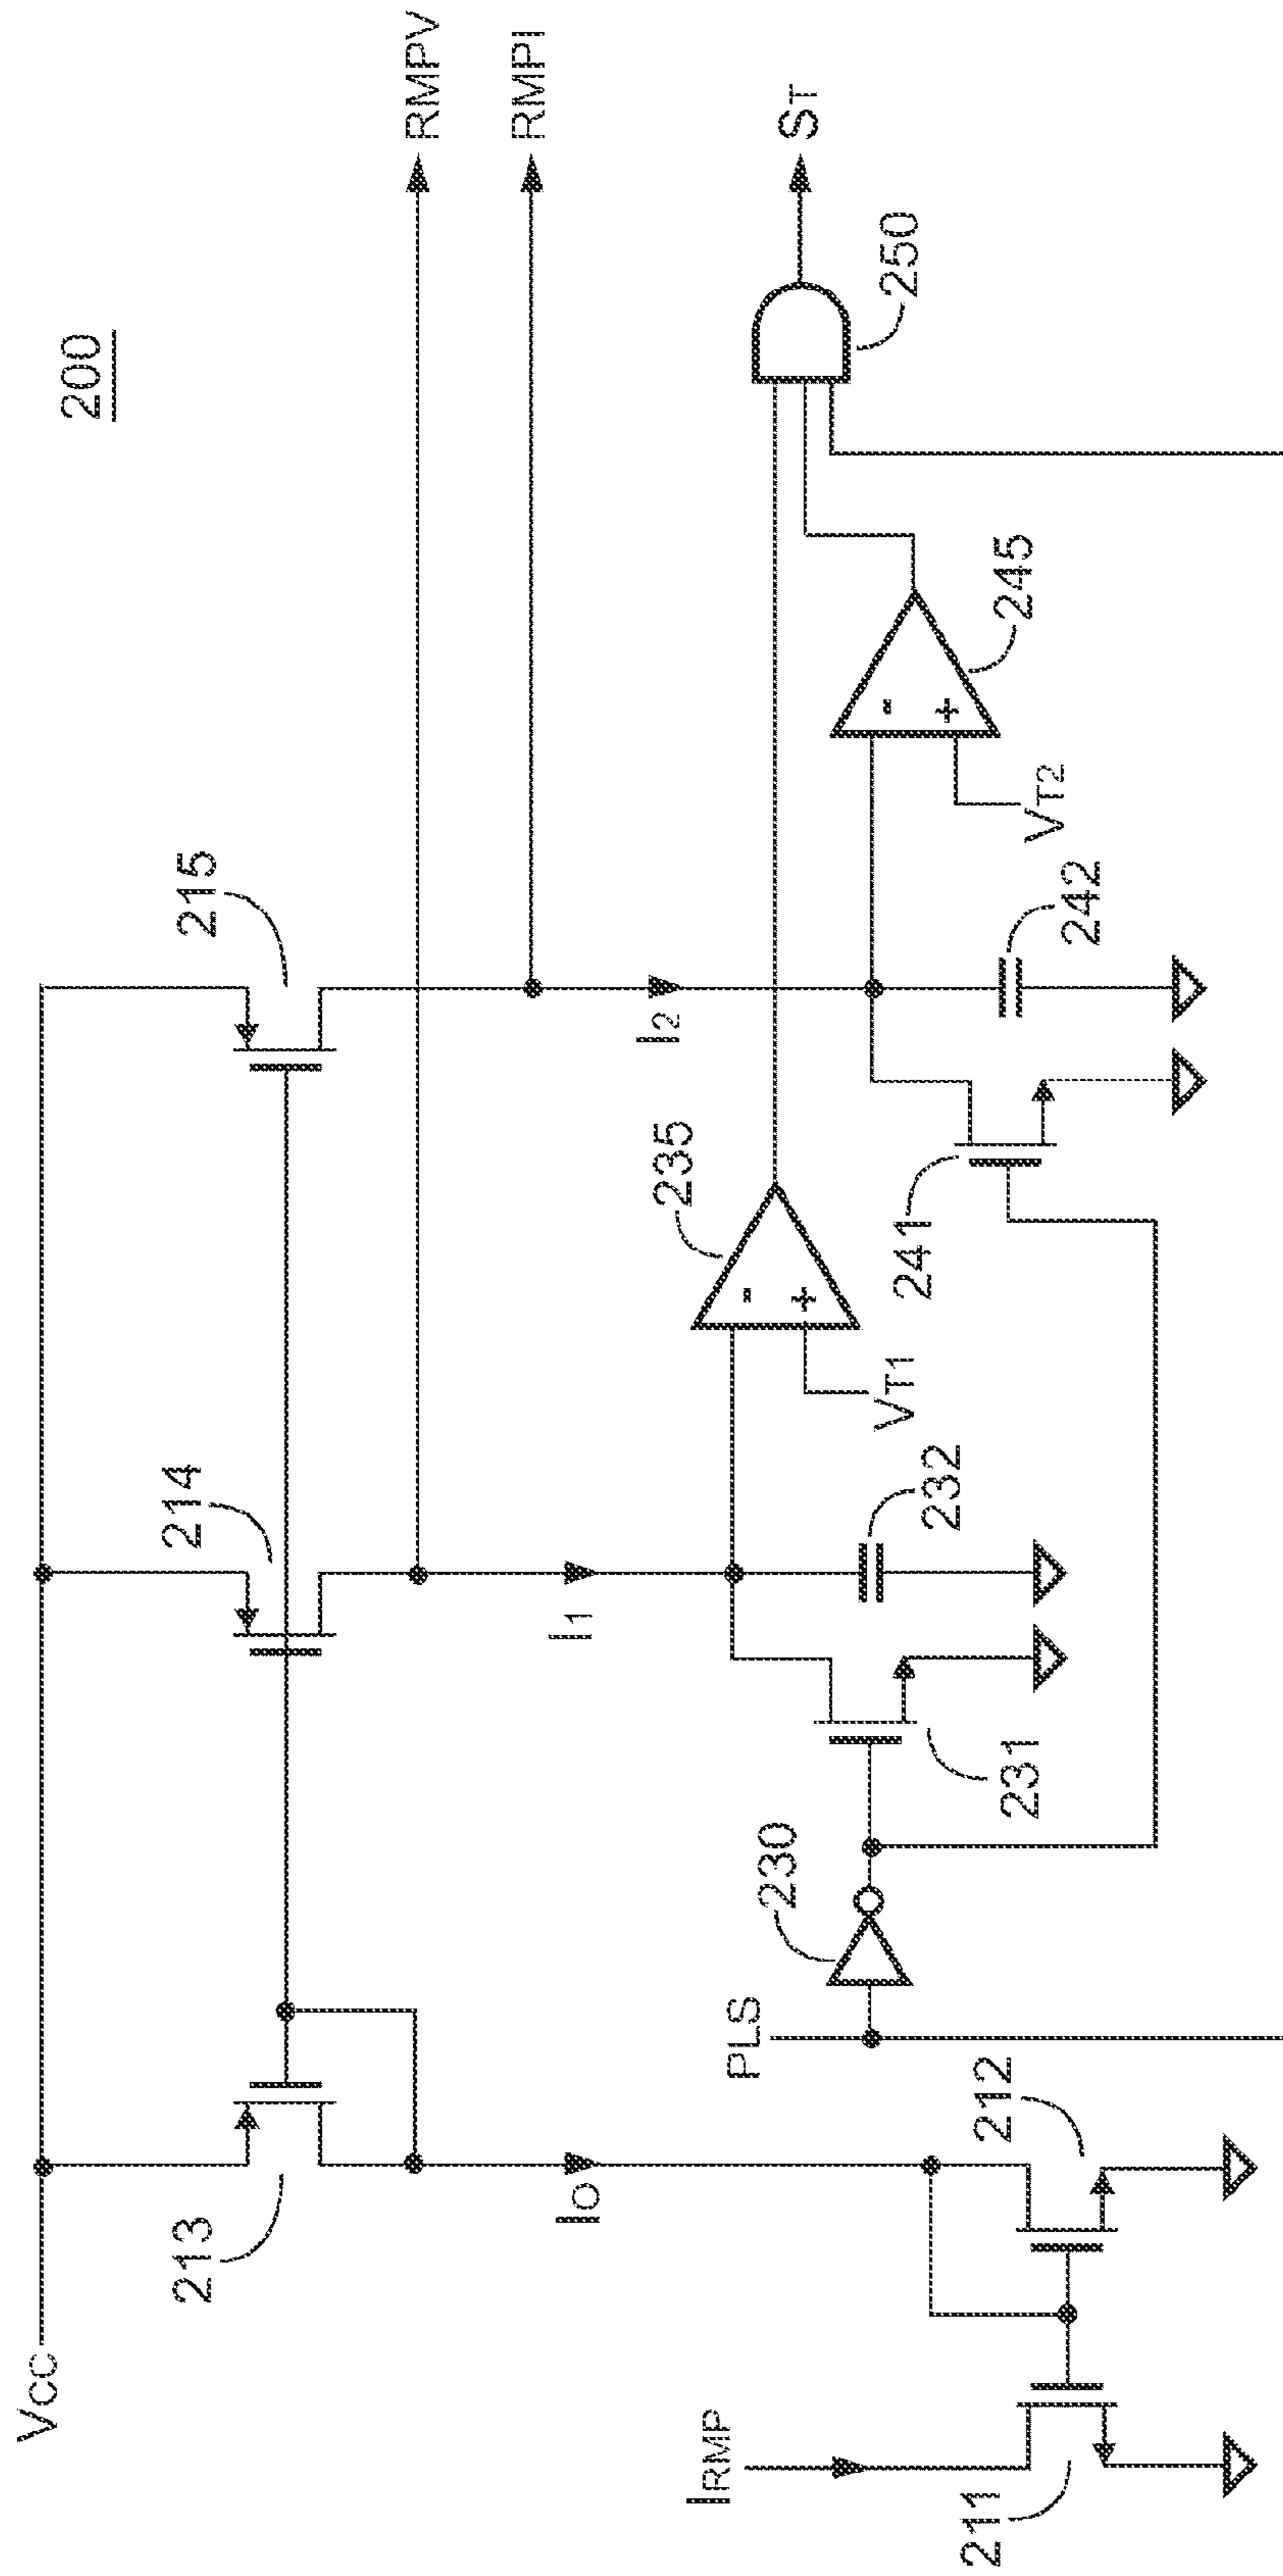 200
VCC
213
214
215
RMPV
RMPI
IO
I1
I2
IRMP
211
212
PLS
230
231
232
VT1
235
241
242
VT2
245
250
ST
-
+
-
+